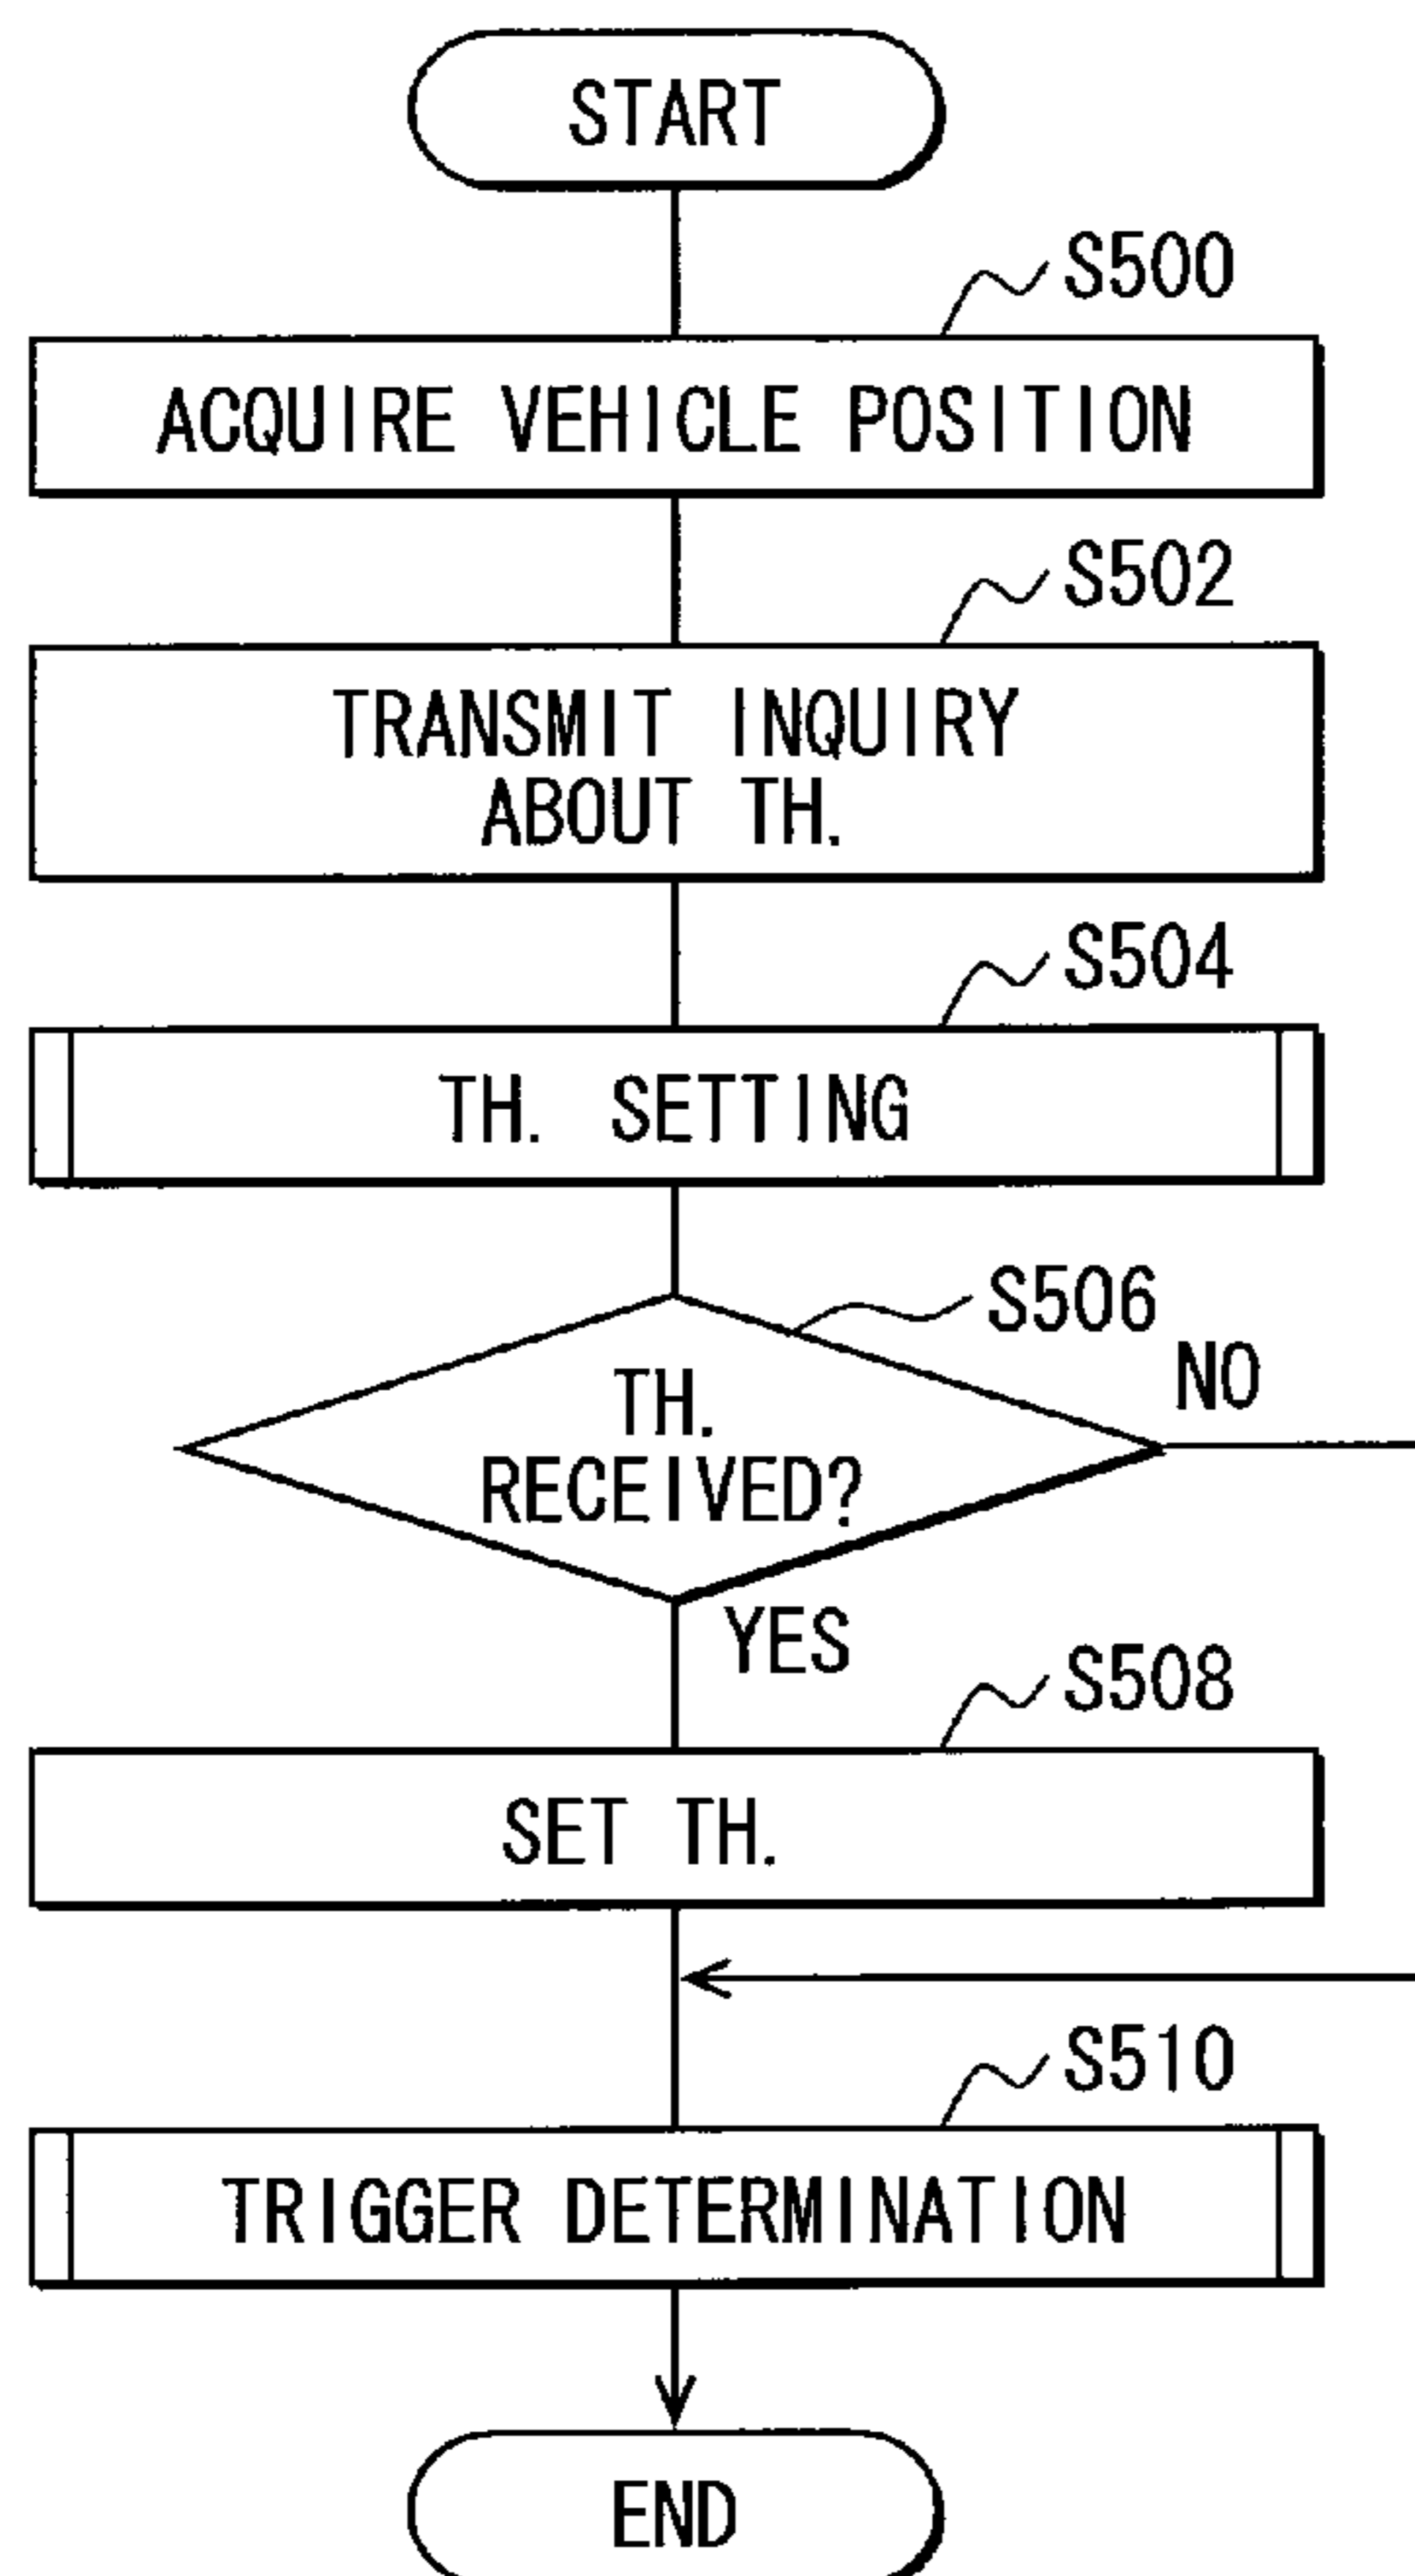 START
S500
ACQUIRE VEHICLE POSITION
S502
TRANSMIT INQUIRY
ABOUT TH.
S504
TH. SETTING
S506
TH.
RECEIVED?
NO
YES
S508
SET TH.
S510
TRIGGER DETERMINATION
END